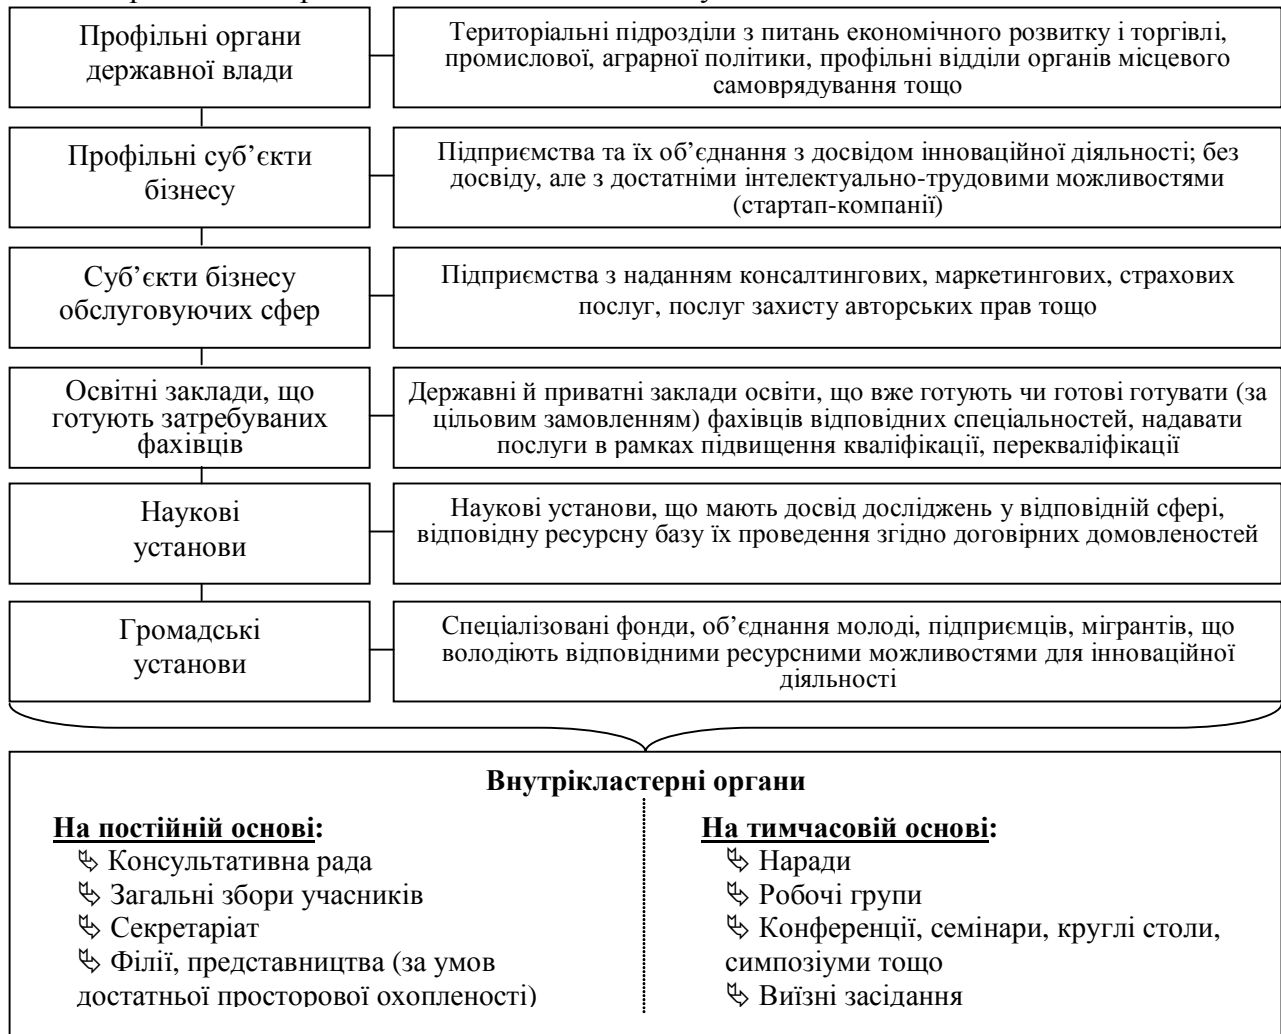 Профільні органи
державної влади
Територіальні підрозділи з питань економічного розвитку і торгівлі,
промислової, аграрної політики, профільні відділи органів місцевого
самоврядування тощо
Профільні суб’єкти
бізнесу
Підприємства та їх об’єднання з досвідом інноваційної діяльності; без
досвіду, але з достатніми інтелектуально-трудовими можливостями
(стартап-компанії)
Суб’єкти бізнесу
обслуговуючих сфер
Підприємства з наданням консалтингових, маркетингових, страхових
послуг, послуг захисту авторських прав тощо
Освітні заклади, що
готують затребуваних
фахівців
Державні й приватні заклади освіти, що вже готують чи готові готувати (за
цільовим замовленням) фахівців відповідних спеціальностей, надавати
послуги в рамках підвищення кваліфікації, перекваліфікації
Наукові
установи
Наукові установи, що мають досвід досліджень у відповідній сфері,
відповідну ресурсну базу їх проведення згідно договірних домовленостей
Громадські
установи
Спеціалізовані фонди, об’єднання молоді, підприємців, мігрантів, що
володіють відповідними ресурсними можливостями для інноваційної
діяльності
Внутрікластерні органи
На постійній основі:
Консультативна рада
Загальні збори учасників
Секретаріат
Філії, представництва (за умов
достатньої просторової охопленості)
На тимчасовій основі:
Наради
Робочі групи
Конференції, семінари, круглі столи,
симпозіуми тощо
Виїзні засідання